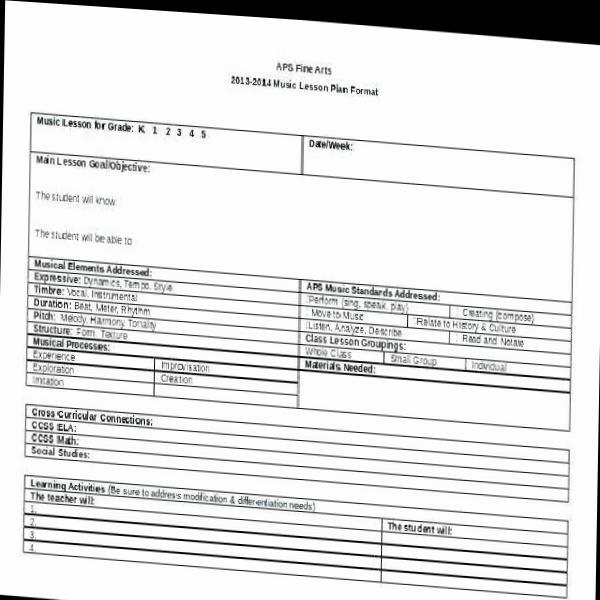 APS Fine Arts
2013-2014 Music Lesson Plan Format
Music Lesson for Grade: K 1 2 3 4 5
Date/Week:
Main Lesson Goal/Objective:
The student will know
The student will be able to
Musical Elements Addressed:
Expressive: Dynamics, Tempo, Style
Timbre: Vocal, Instrumental
Duration: Beat, Meter, Rhythm
Pitch: Melody, Harmony, Tonality
Structure: Form, Texture
Musical Processes:
Experience
Exploration Improvisation
Imitation Creation
APS Music Standards Addressed:
Perform (sing, speak, play) Creating (compose)
Move to Music Relate to History & Culture
Listen, Analyze, Describe Read and Notate
Class Lesson Groupings:
Whole Class Small Group Individual
Materials Needed:
Cross Curricular Connections:
CCSS ELA:
CCSS Math:
Social Studies:
Learning Activities (Be sure to address modification & differentiation needs)
The teacher will: The student will:
1.
2.
3.
4.